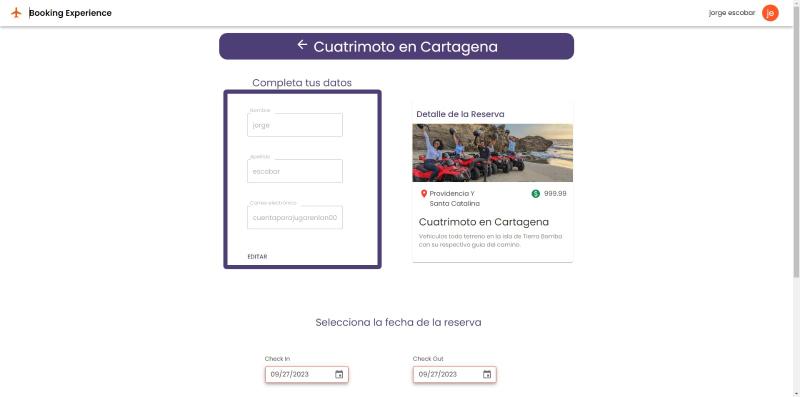 Booking Experience
jorge escobar
je
Cuatrimoto en Cartagena
Completa tus datos
Nombre
jorge
Apellido
escobar
Correo electrónico
cuentaparajugarenlan00
EDITAR
Detalle de la Reserva
Providencia Y
Santa Catalina
999.99
Cuatrimoto en Cartagena
Vehiculos todo terreno en la isla de Tierra Bomba
con su respectivo guia del camino.
Selecciona la fecha de la reserva
Check In
09/27/2023
Check Out
09/27/2023